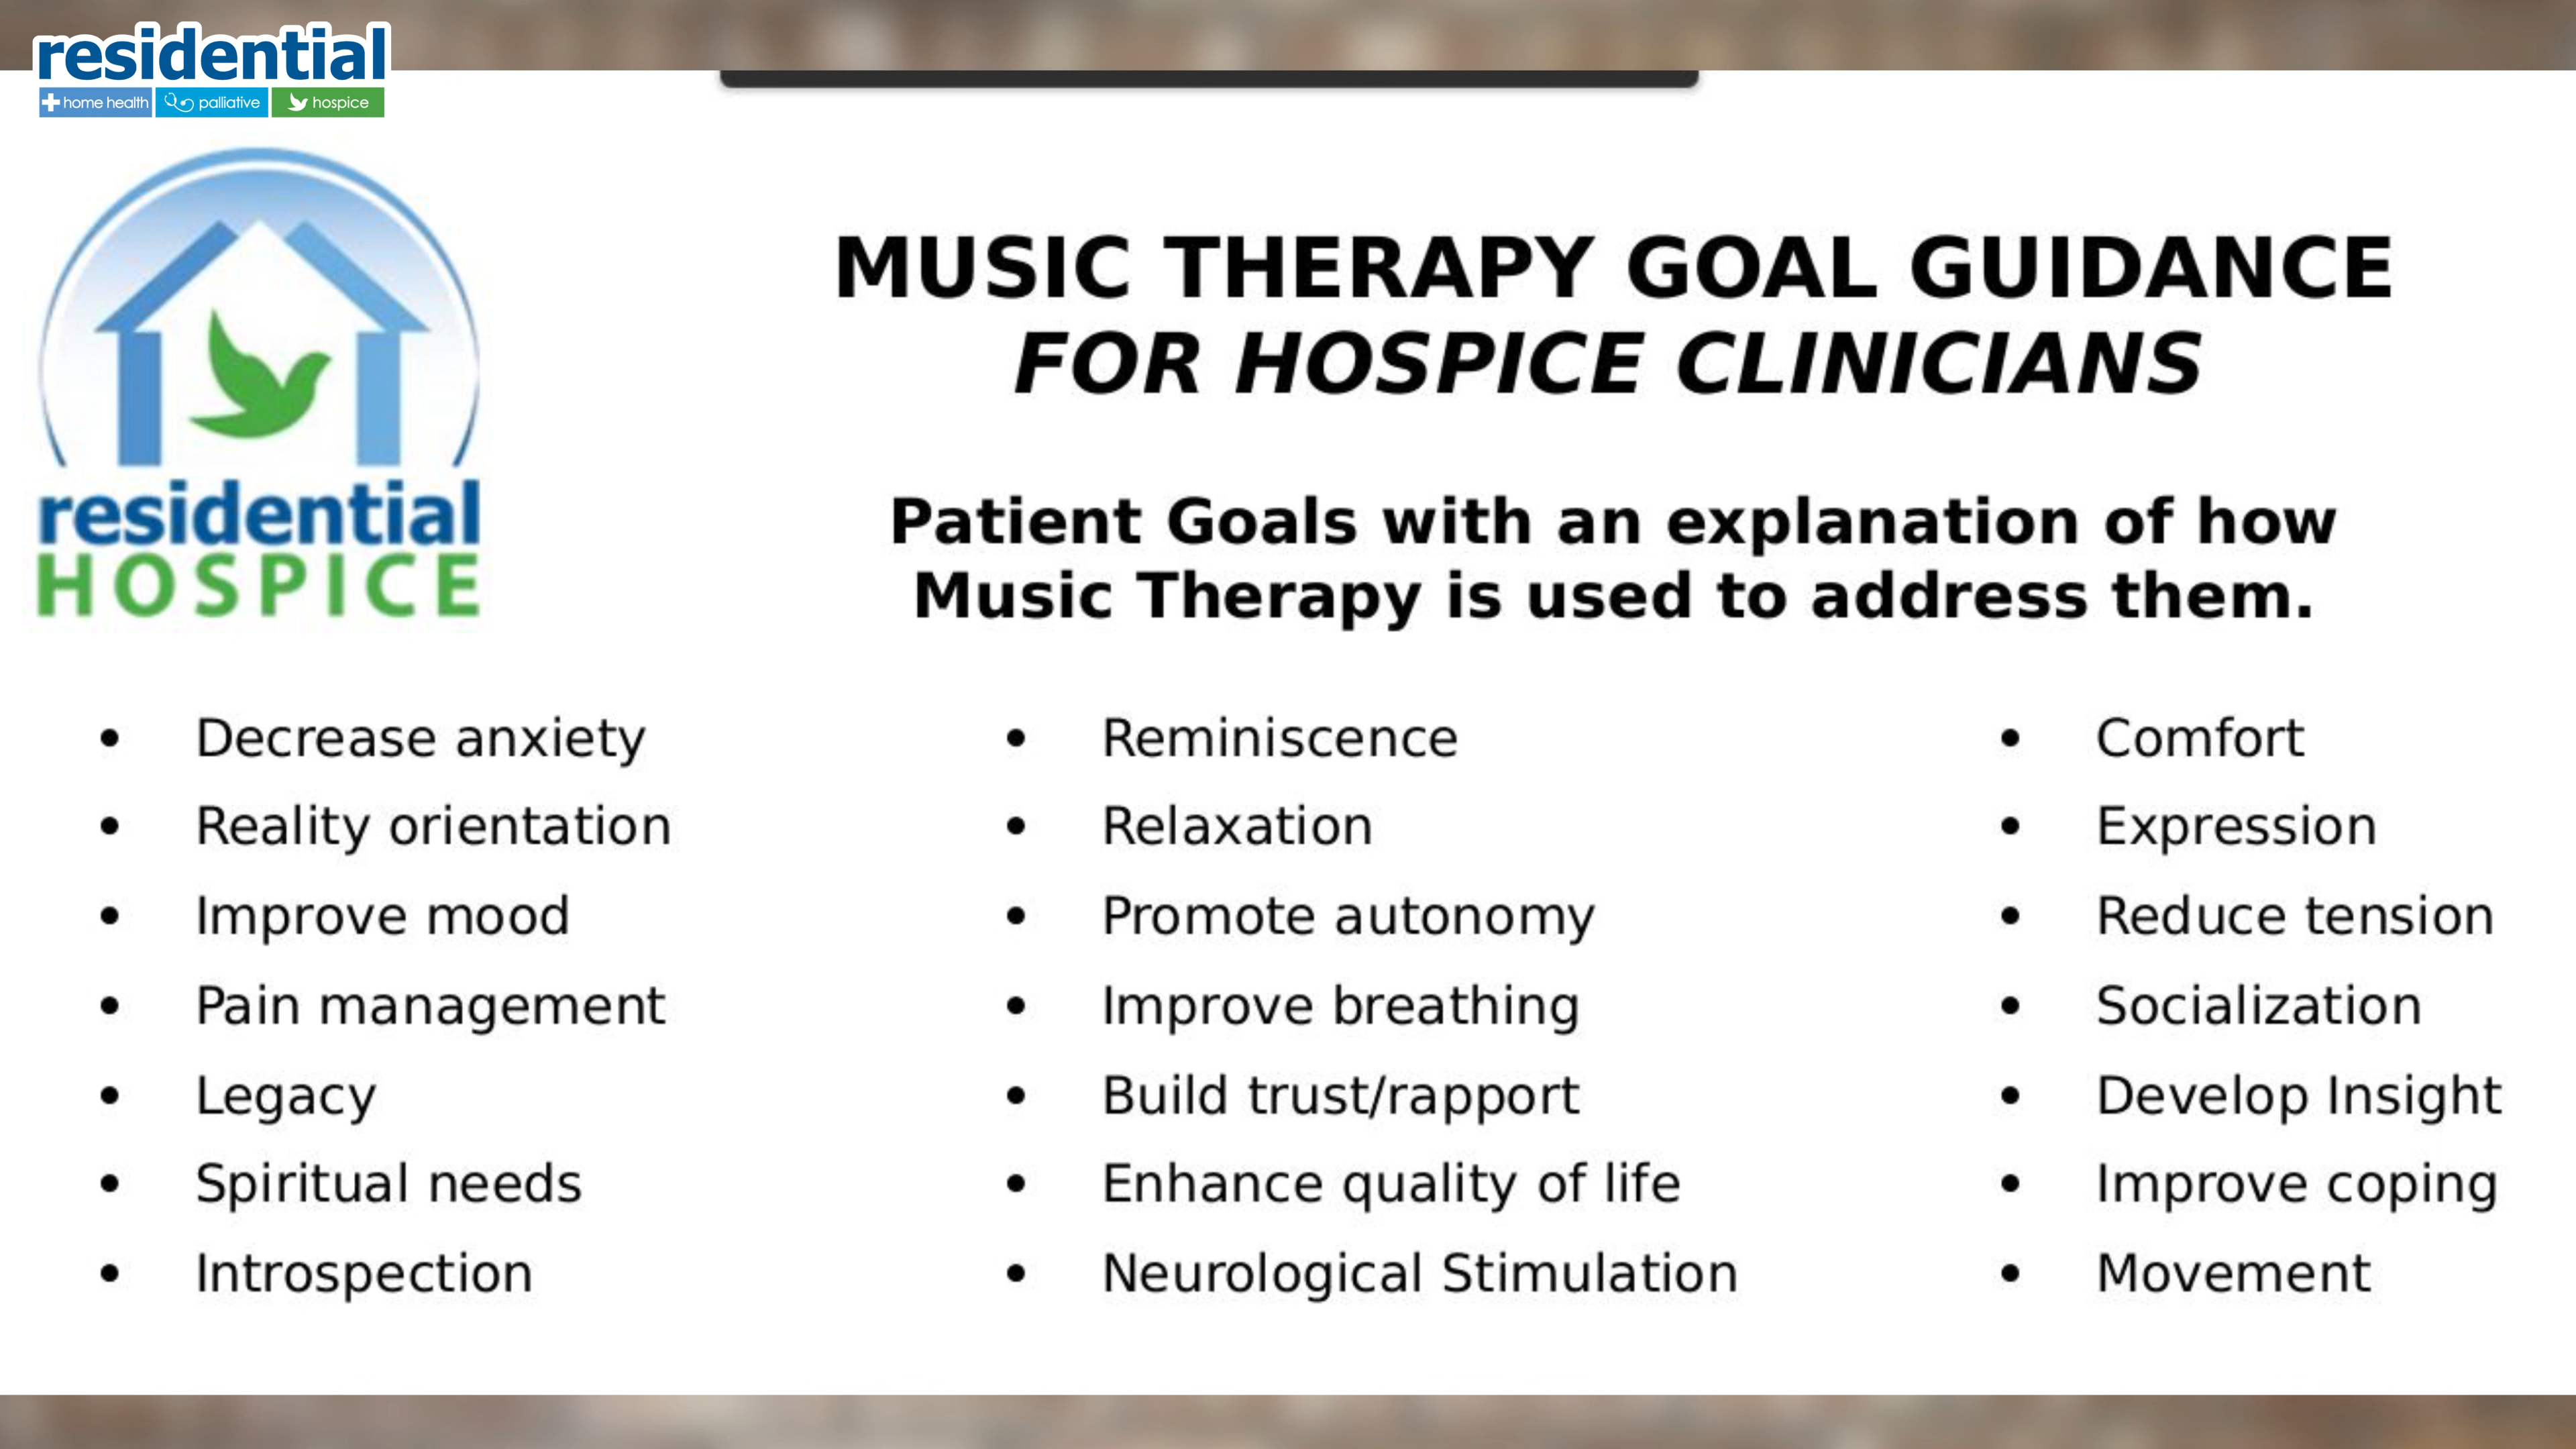 residential
home health palliative hospice
residential
HOSPICE
MUSIC THERAPY GOAL GUIDANCE
FOR HOSPICE CLINICIANS
Patient Goals with an explanation of how
Music Therapy is used to address them.
• Decrease anxiety
• Reality orientation
• Improve mood
• Pain management
• Legacy
• Spiritual needs
• Introspection
• Reminiscence
• Relaxation
• Promote autonomy
• Improve breathing
• Build trust/rapport
• Enhance quality of life
• Neurological Stimulation
• Comfort
• Expression
• Reduce tension
• Socialization
• Develop Insight
• Improve coping
• Movement